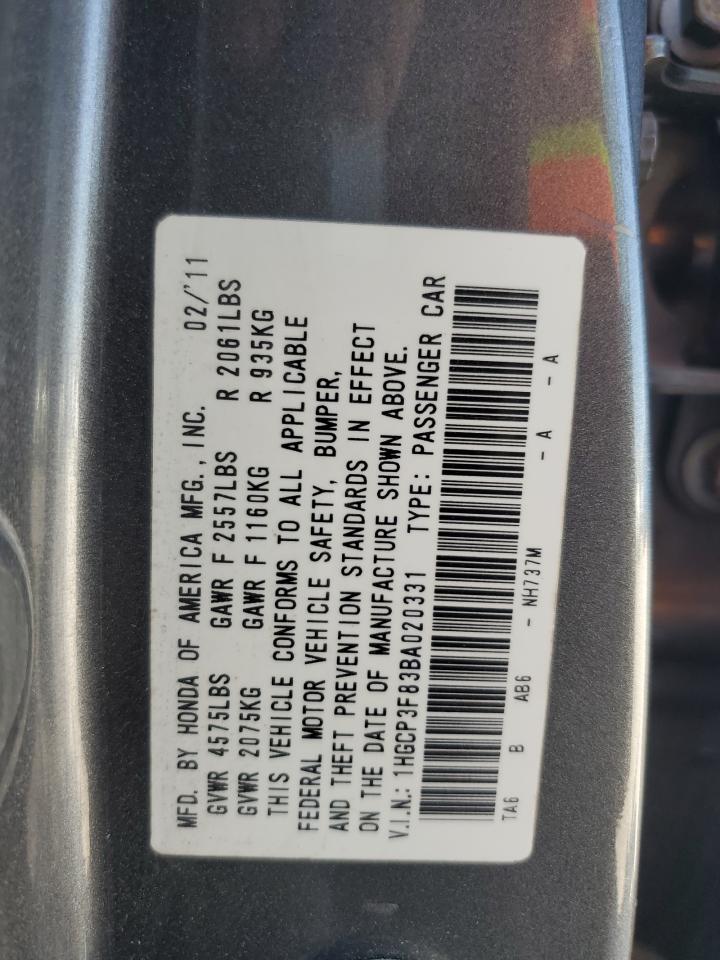 MFD. BY HONDA OF AMERICA MFG., INC. 02/'11
GVWR 4575LBS GAWR F 2557LBS R 2061LBS
GVWR 2075KG GAWR F 1160KG R 935KG
THIS VEHICLE CONFORMS TO ALL APPLICABLE
FEDERAL MOTOR VEHICLE SAFETY, BUMPER,
AND THEFT PREVENTION STANDARDS IN EFFECT
ON THE DATE OF MANUFACTURE SHOWN ABOVE.
V.I.N.: 1HGCP3F83BA020331 TYPE: PASSENGER CAR
TA6 B AB6 - NH737M - A - A